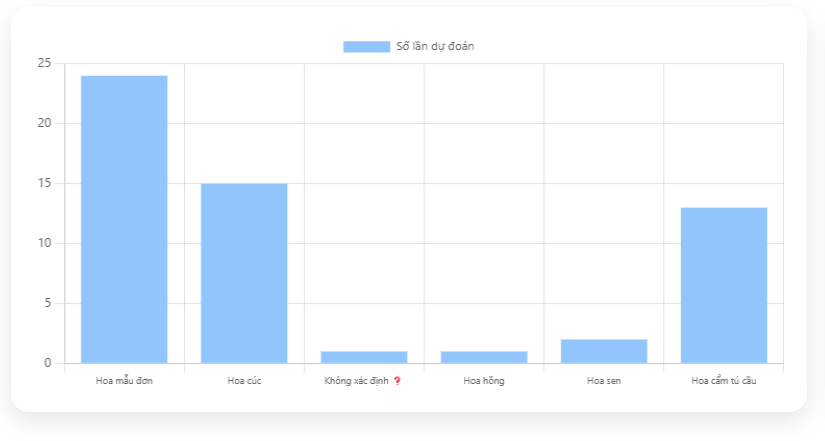 Số lần dự đoán
25
20
15
10
5
0
Hoa mẫu đơn
Hoa cúc
Không xác định ❓
Hoa hồng
Hoa sen
Hoa cẩm tú cầu